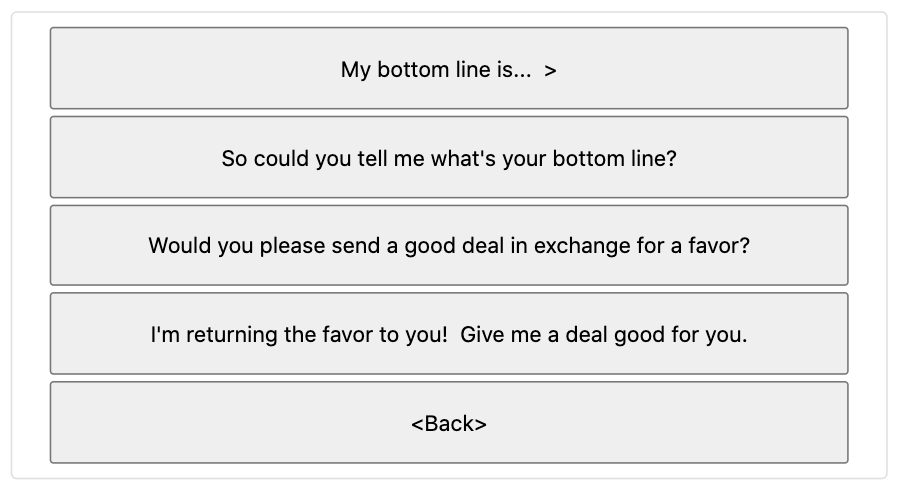 My bottom line is...  >
So could you tell me what's your bottom line?
Would you please send a good deal in exchange for a favor?
I'm returning the favor to you!  Give me a deal good for you.
<Back>